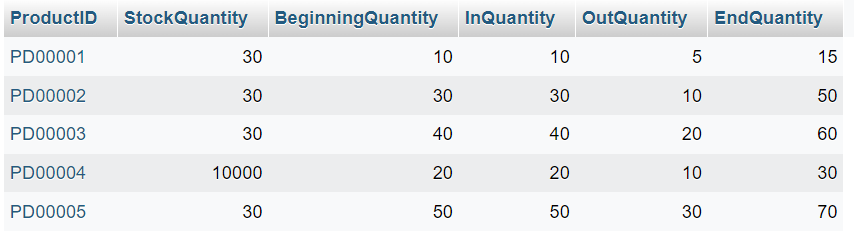 ProductID StockQuantity BeginningQuantity InQuantity OutQuantity EndQuantity
PD00001 30 10 10 5 15
PD00002 30 30 30 10 50
PD00003 30 40 40 20 60
PD00004 10000 20 20 10 30
PD00005 30 50 50 30 70